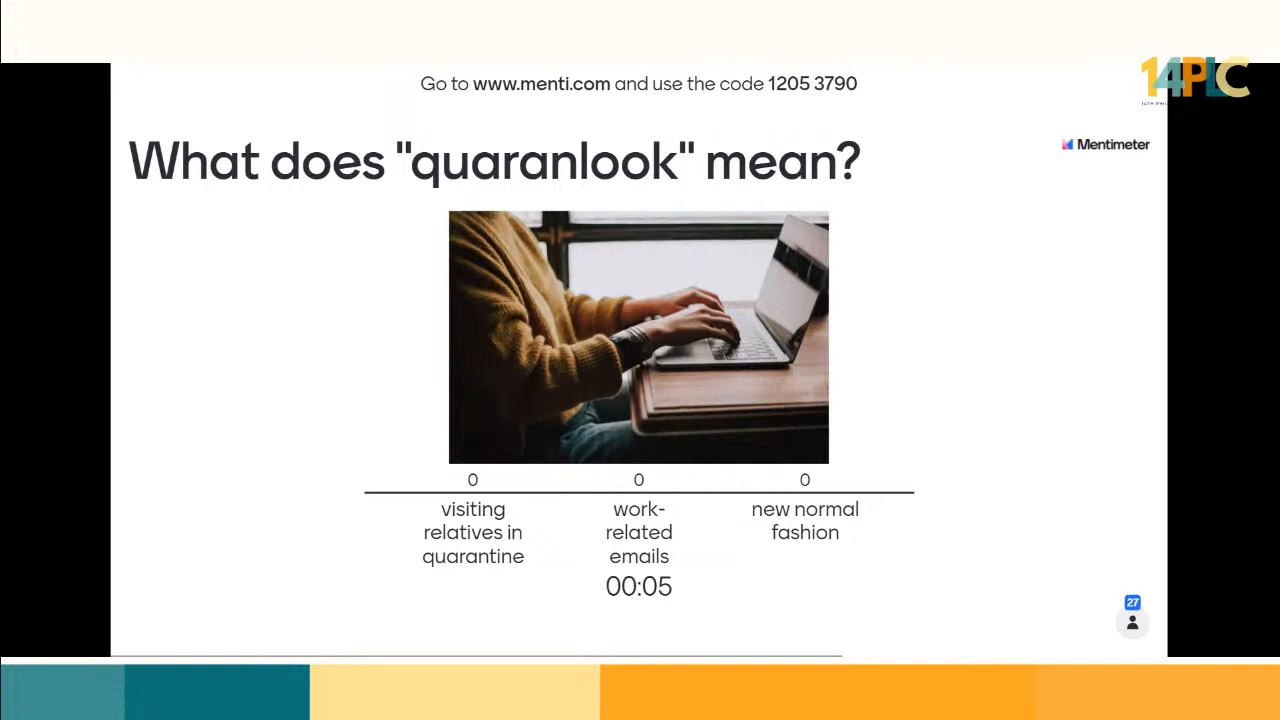 Go to www.menti.com and use the code 1205 3790
14PLC
What does "quaranlook" mean?
Mentimeter
0 0 0
visiting work- new normal
relatives in related fashion
quarantine emails
00:05
27